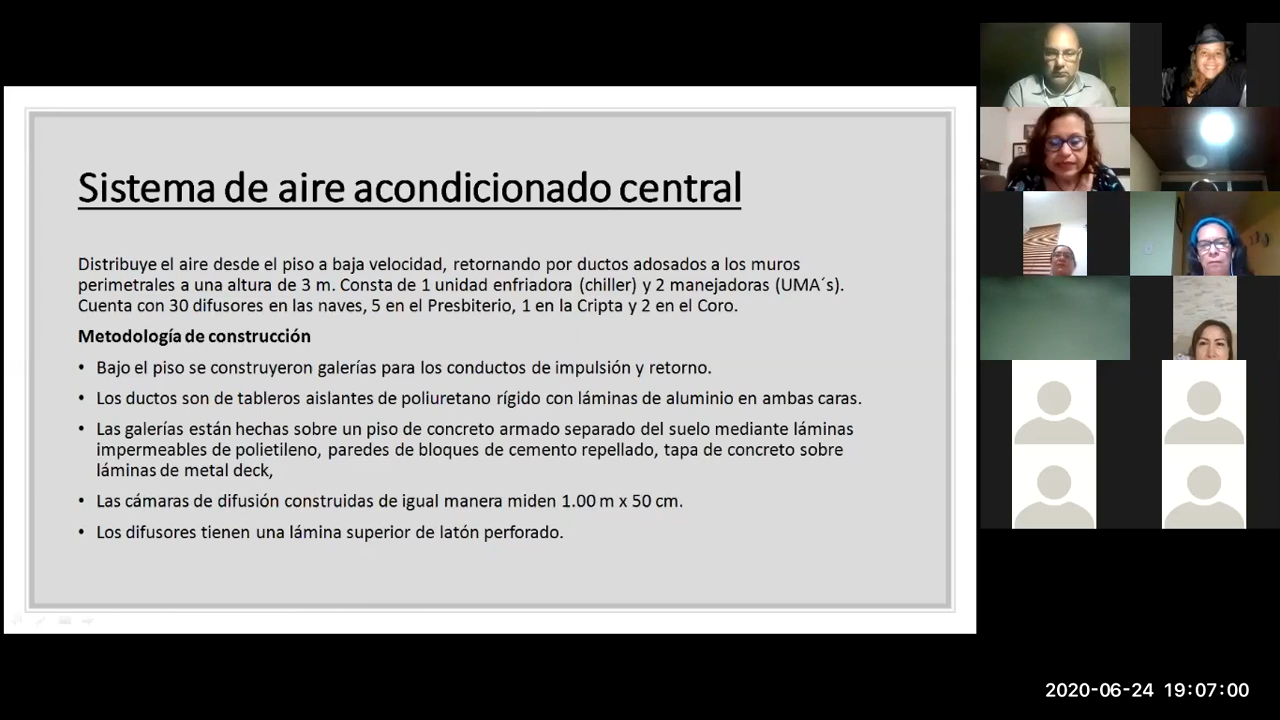 Sistema de aire acondicionado central
Distribuye el aire desde el piso a baja velocidad, retornando por ductos adosados a los muros
perimetrales a una altura de 3 m. Consta de 1 unidad enfriadora (chiller) y 2 manejadoras (UMA´s).
Cuenta con 30 difusores en las naves, 5 en el Presbiterio, 1 en la Cripta y 2 en el Coro.
Metodología de construcción
• Bajo el piso se construyeron galerías para los conductos de impulsión y retorno.
• Los ductos son de tableros aislantes de poliuretano rígido con láminas de aluminio en ambas caras.
• Las galerías están hechas sobre un piso de concreto armado separado del suelo mediante láminas
impermeables de polietileno, paredes de bloques de cemento repellado, tapa de concreto sobre
láminas de metal deck,
• Las cámaras de difusión construidas de igual manera miden 1.00 m x 50 cm.
• Los difusores tienen una lámina superior de latón perforado.
2020-06-24 19:07:00